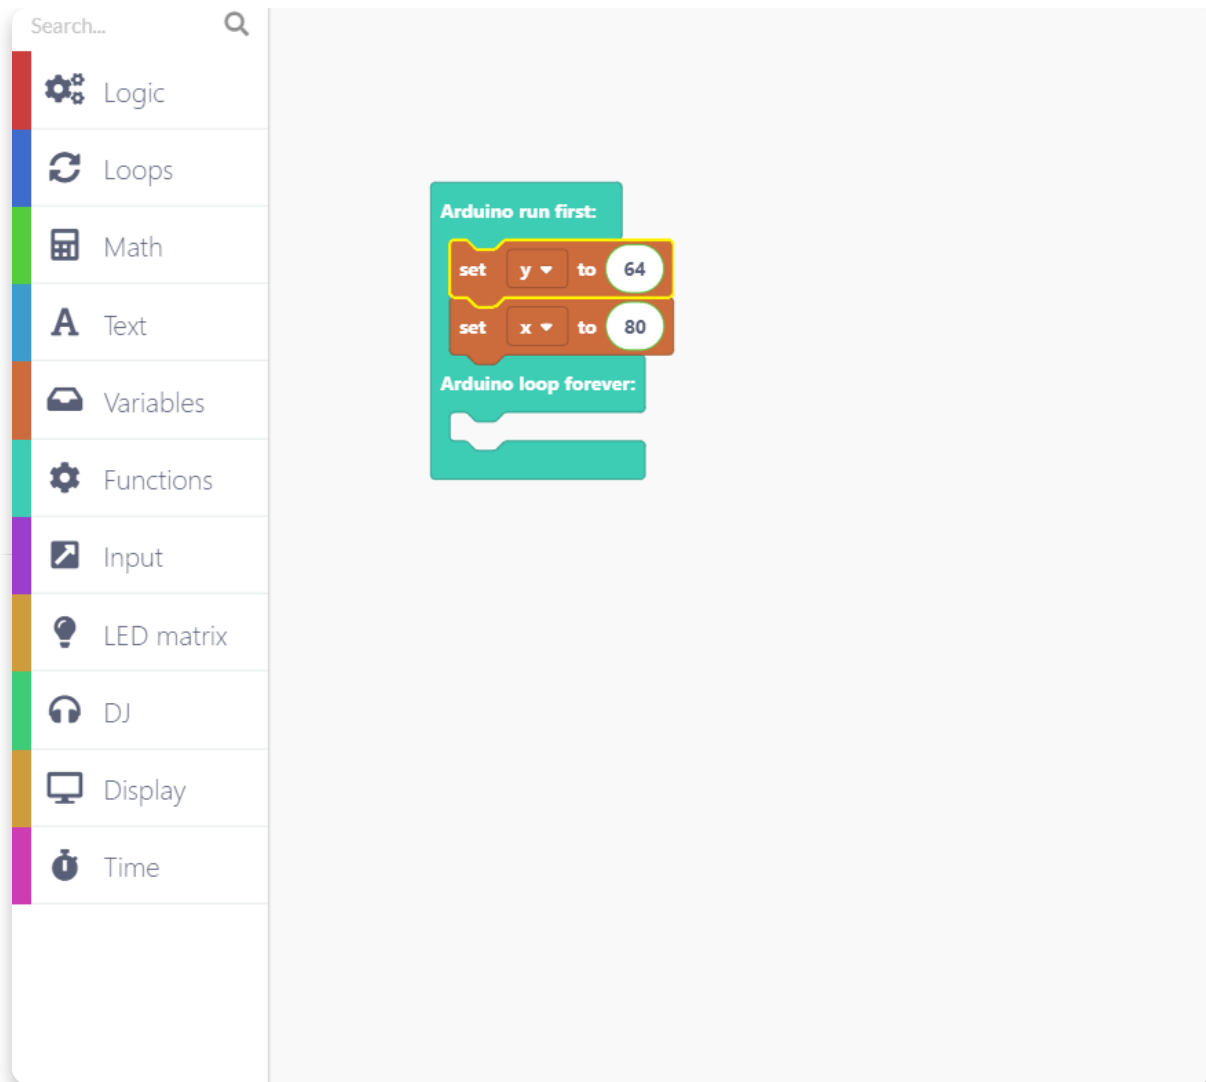 Search...
Logic
Loops
Math
Text
Variables
Functions
Input
LED matrix
DJ
Display
Time
Arduino run first:
set y to 64
set x to 80
Arduino loop forever: